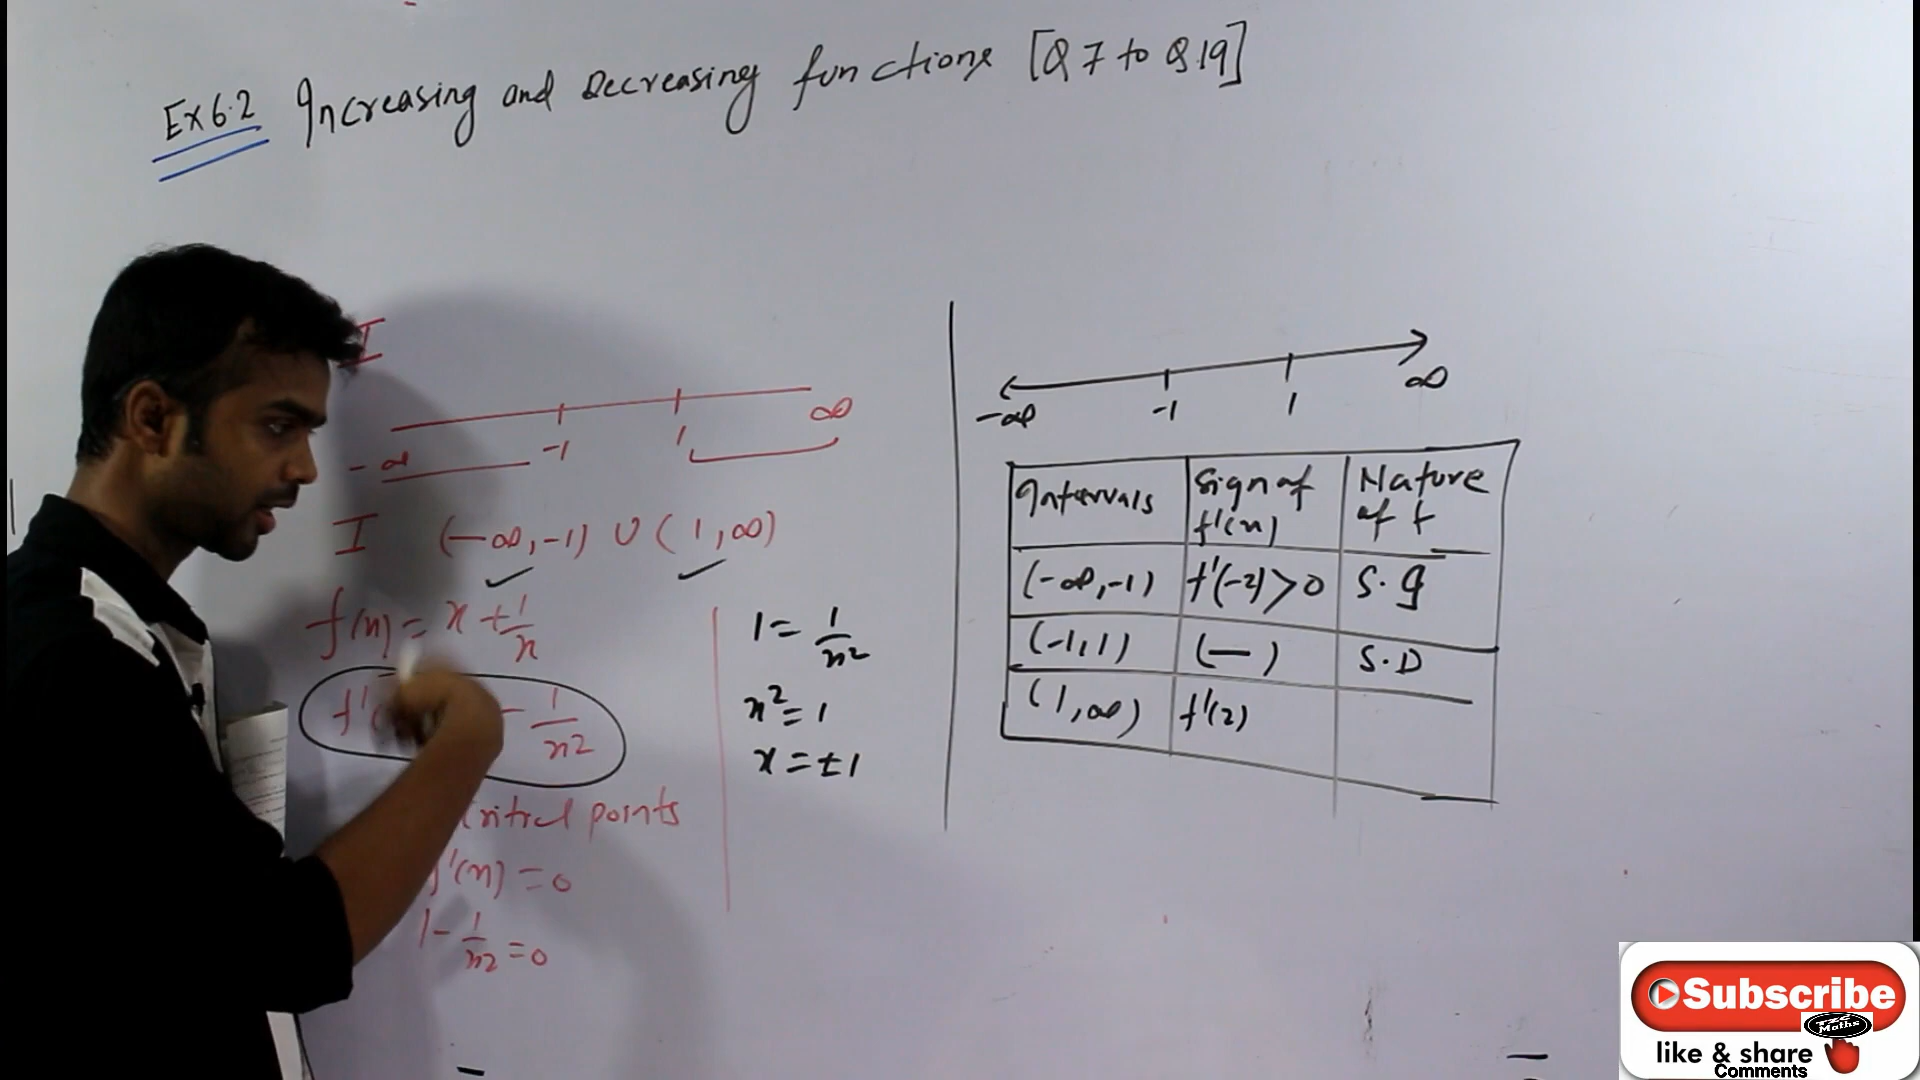 Ex 6.2 Increasing and Decreasing functions [Q 7 to Q.19]
I
-∞ -1 1 ∞
I (-∞,-1) ∪ (1,∞)
f(x) = x + 1/x
f'( - 1/x2
Critical points
f'(x) = 0
1 - 1/x2 = 0
1 = 1/x2
x² = 1
x = ±1
-∞ -1 1 ∞
Intervals Sign of f'(x) Nature of f
(-∞,-1) f'(-2) > 0 S.I
(-1,1) (—) S.D
(1,∞) f'(2)
Subscribe
TZC Maths
like & share
Comments